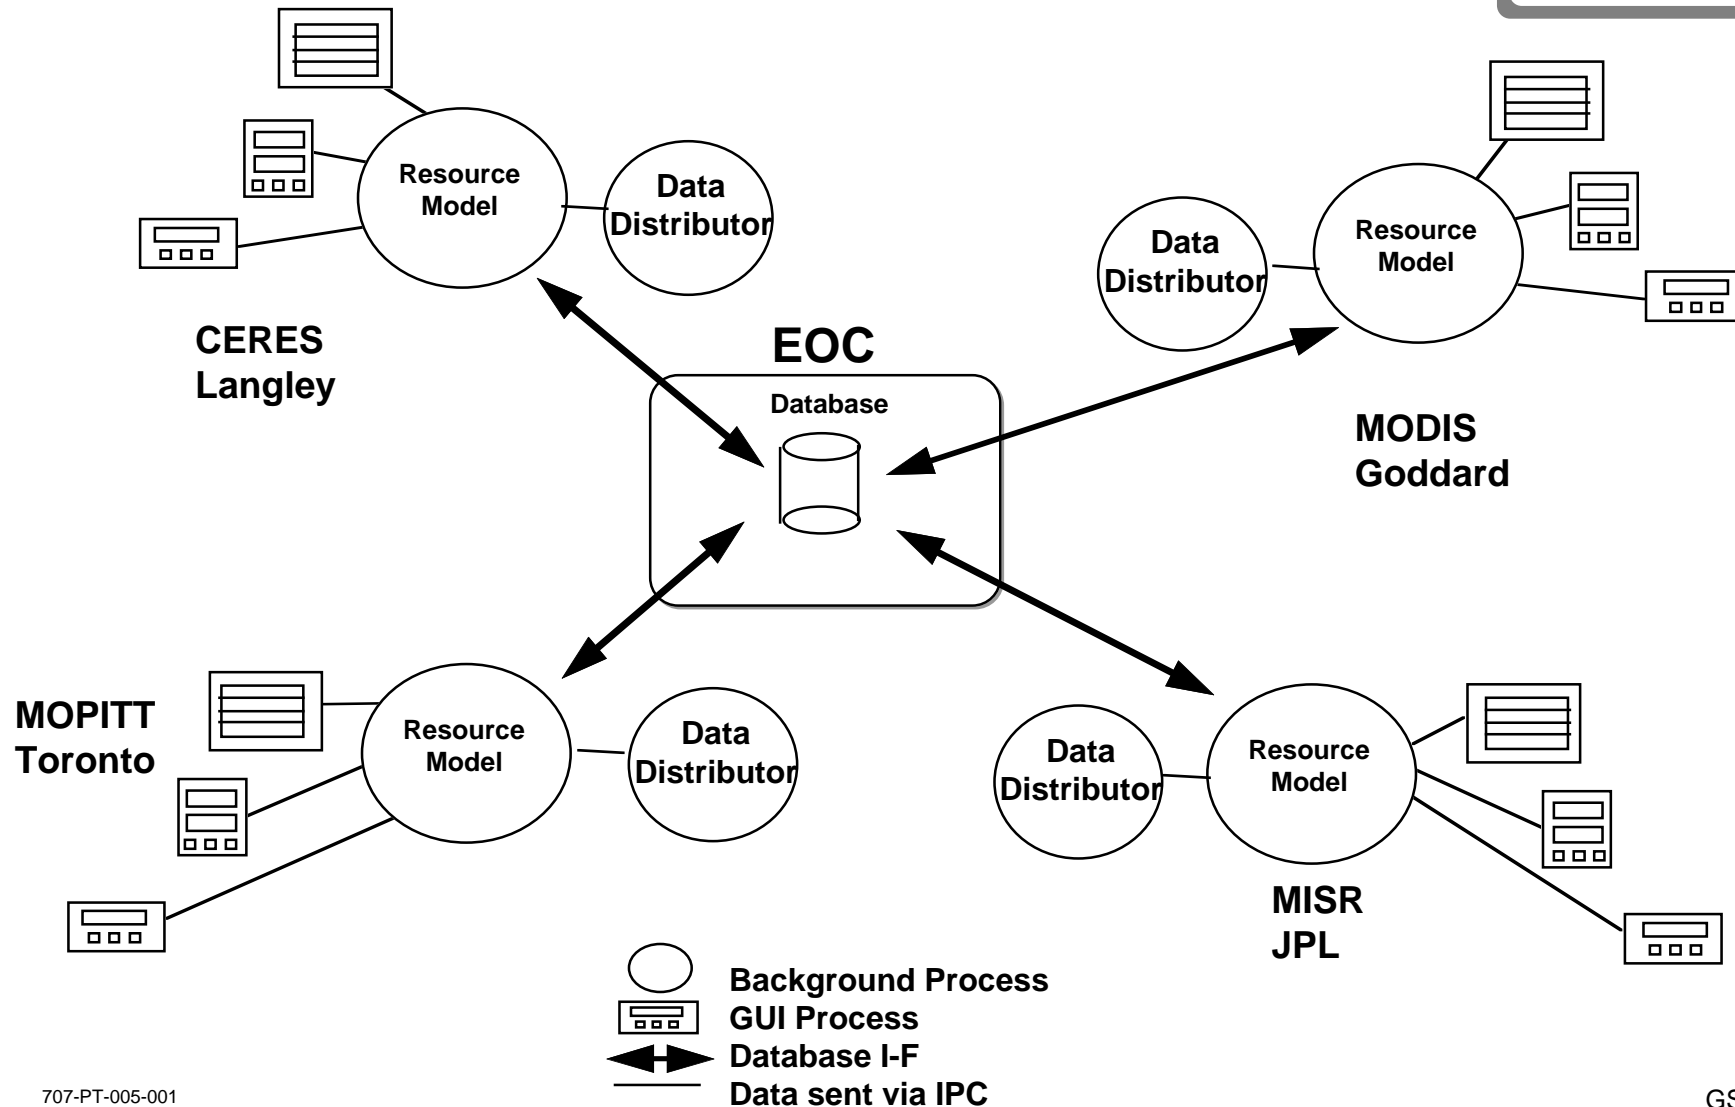 Resource
Model
Data
Distributor
CERES
Langley
Data
Distributor
Resource
Model
MODIS
Goddard
EOC
Database
MOPITT
Toronto
Resource
Model
Data
Distributor
Data
Distributor
Resource
Model
MISR
JPL
Background Process
GUI Process
Database I-F
Data sent via IPC
707-PT-005-001